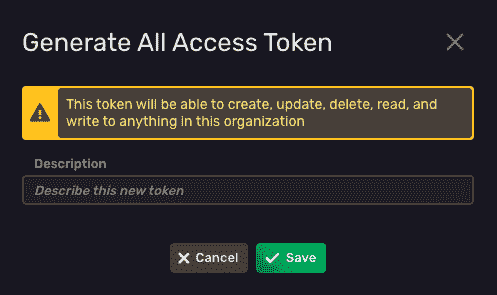 Generate All Access Token
This token will be able to create, update, delete, read, and
write to anything in this organization
Description
Describe this new token
Cancel
Save